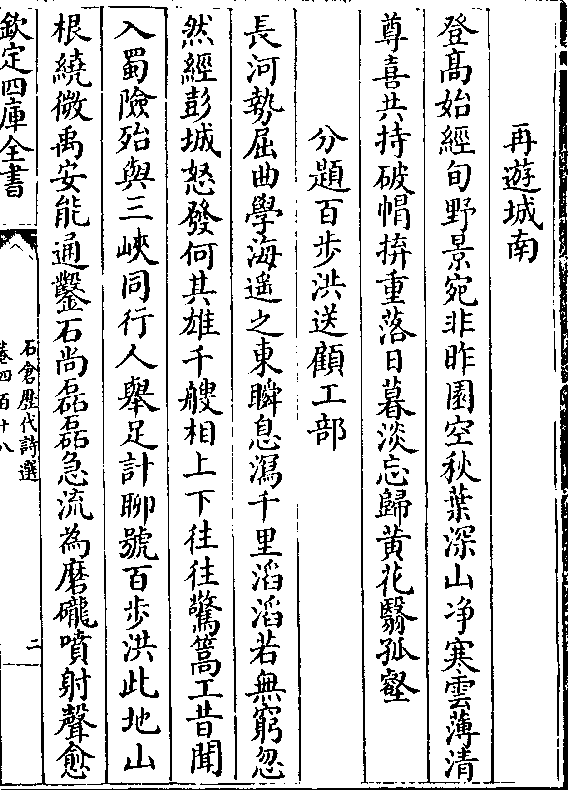 再遊城南
登髙始經旬野景宛非昨園空秋葉深山净寒雲薄清
尊喜共持破帽拚重落日暮淡忘歸黄花翳孤壑
分題百步洪送顧工部
長河勢屈曲學海遥之東瞬息瀉千里滔滔若無窮忽
然經彭城怒發何其雄千艘相上下往往驚篙工昔聞
入蜀險殆與三峽同行人舉足計聊號百步洪此地山
根繞微禹安能通鑿石尚磊磊急流為磨礲噴射聲愈
欽定四庫全書
石倉歴代詩選
卷四百十八
二